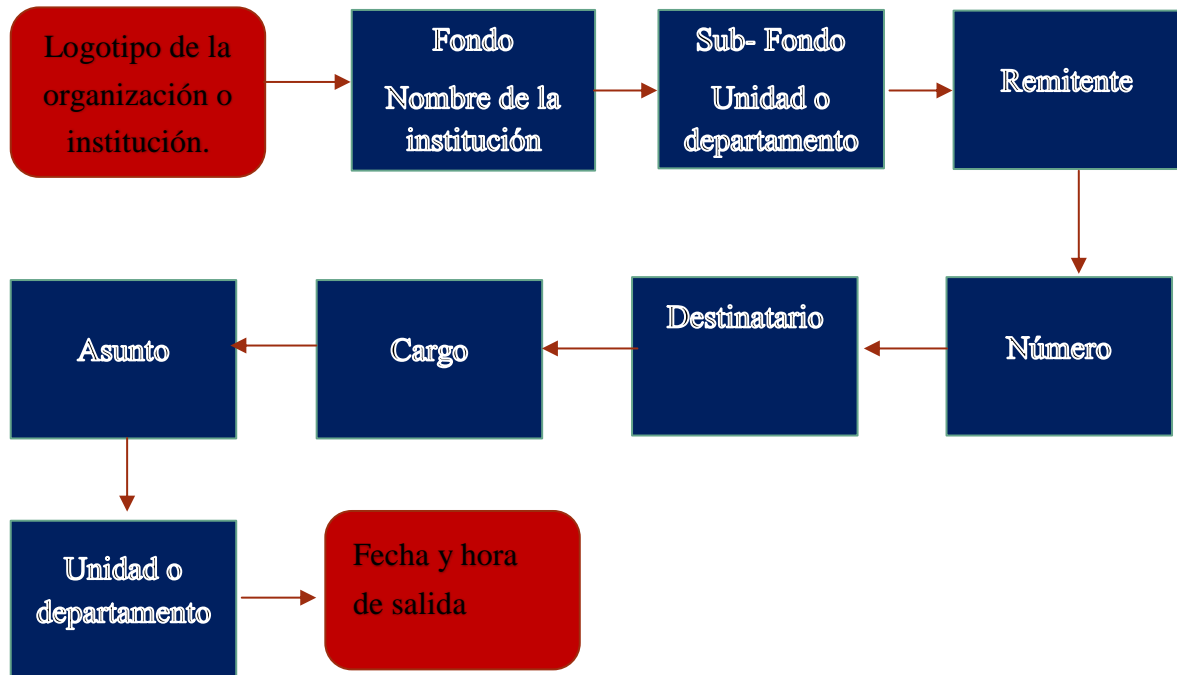 Logotipo de la
organización o
institución.
Fondo
Nombre de la
institución
Sub- Fondo
Unidad o
departamento
Remitente
Número
Destinatario
Cargo
Asunto
Unidad o
departamento
Fecha y hora
de salida